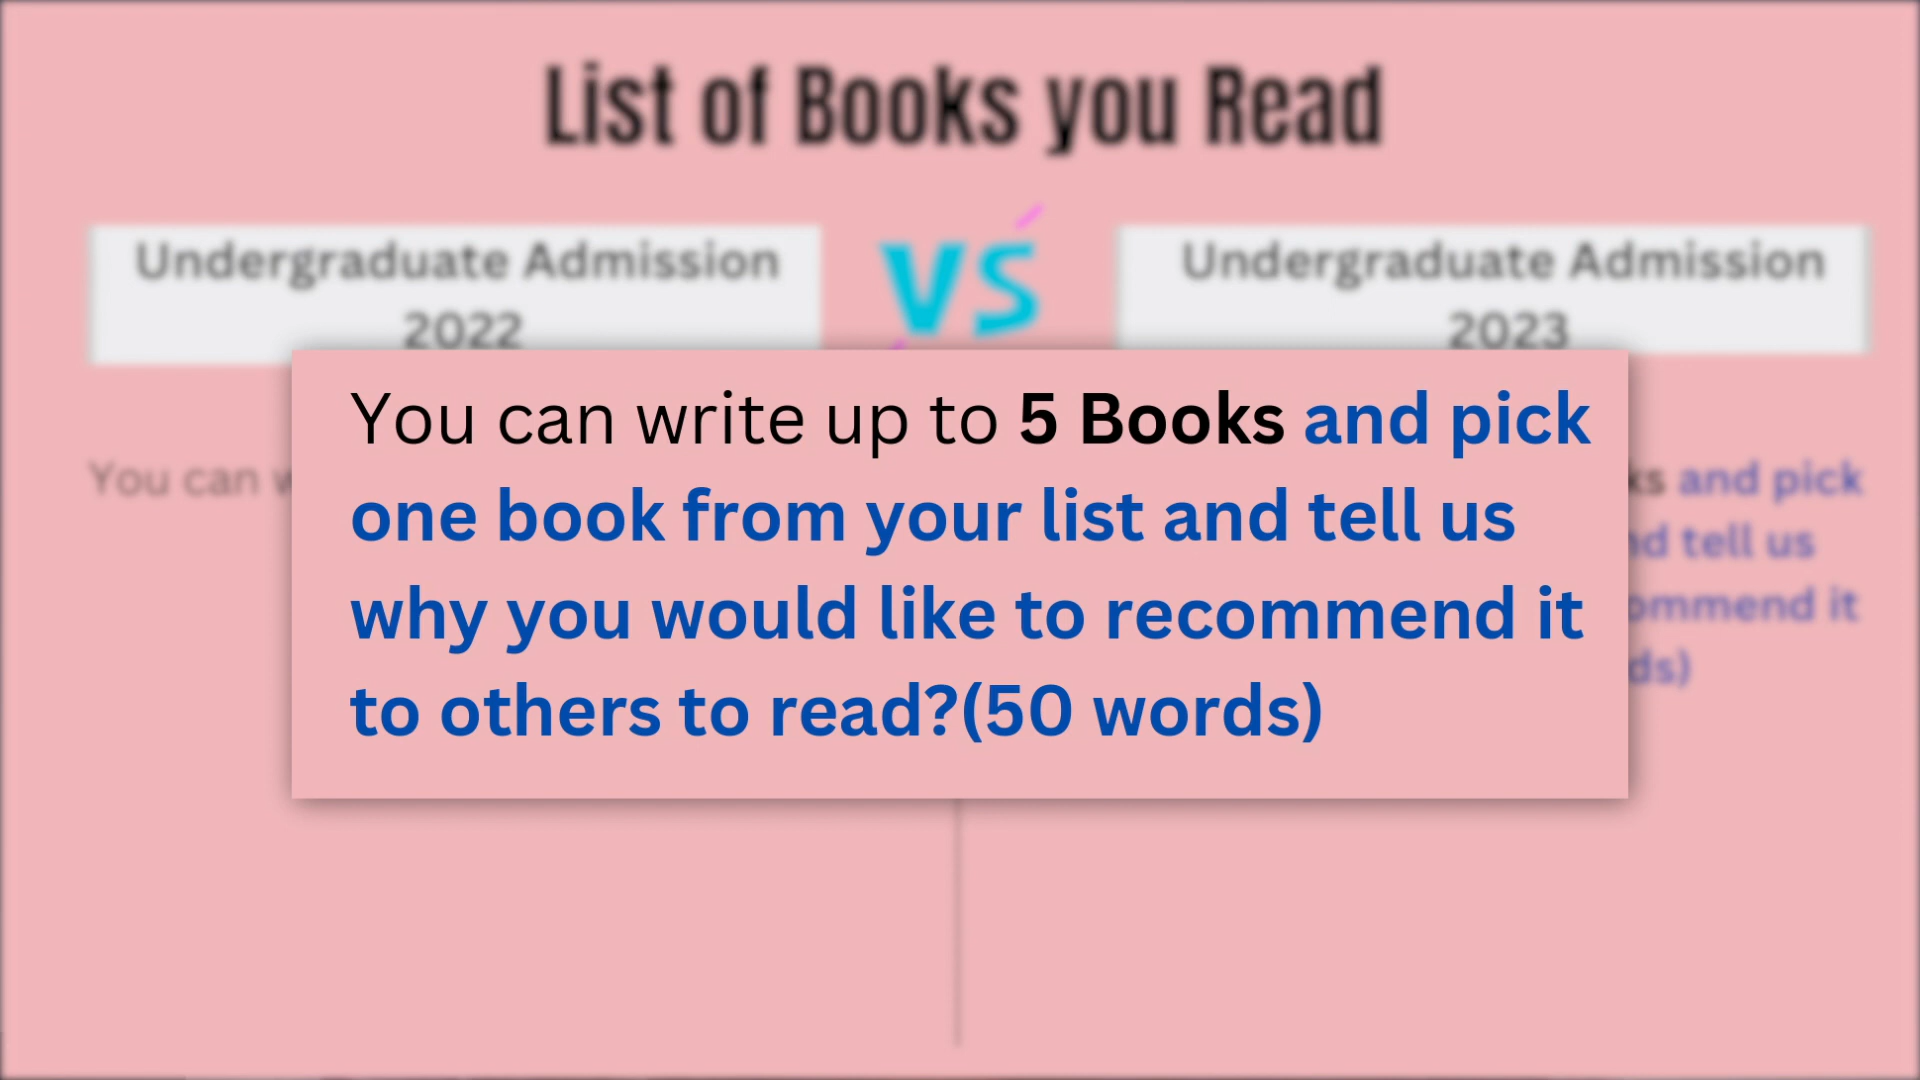 List of Books you Read
Undergraduate Admission
2022
VS
Undergraduate Admission
2023
You can
You can write up to 5 Books and pick
one book from your list and tell us
why you would like to recommend it
to others to read?(50 words)
and pick
tell us
it